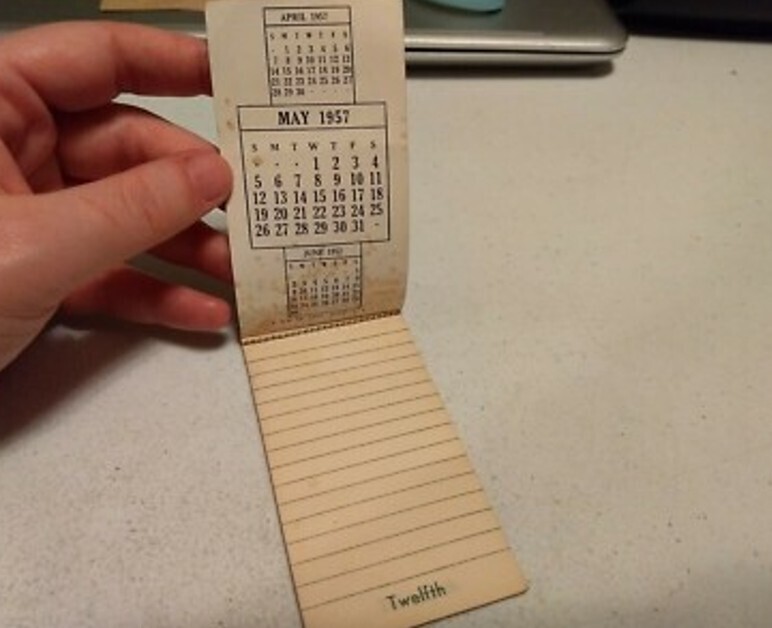 APRIL 1957
S M T W T F S
· 1 2 3 4 5 6
7 8 9 10 11 12 13
14 15 16 17 18 19 20
21 22 23 24 25 26 27
28 29 30 · · · ·
MAY 1957
S M T W T F S
· · · 1 2 3 4
5 6 7 8 9 10 11
12 13 14 15 16 17 18
19 20 21 22 23 24 25
26 27 28 29 30 31 ·
JUNE 1957
S M T W T F S
Twelfth